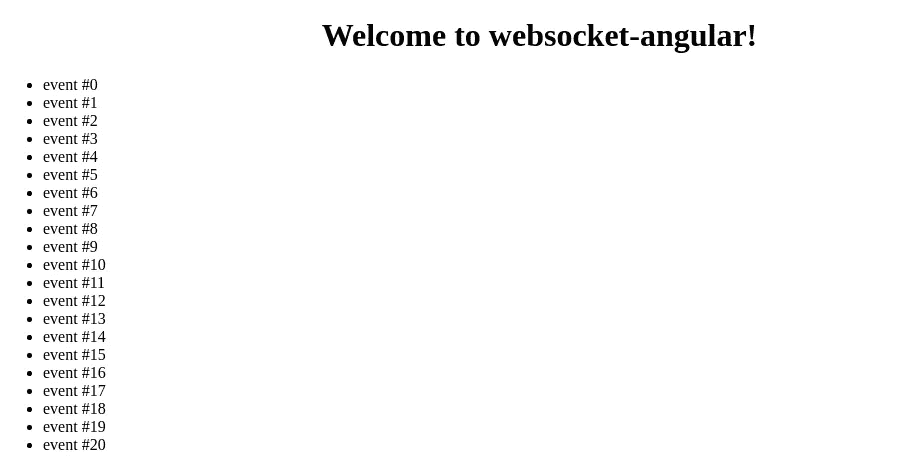 Welcome to websocket-angular!
event #0
event #1
event #2
event #3
event #4
event #5
event #6
event #7
event #8
event #9
event #10
event #11
event #12
event #13
event #14
event #15
event #16
event #17
event #18
event #19
event #20